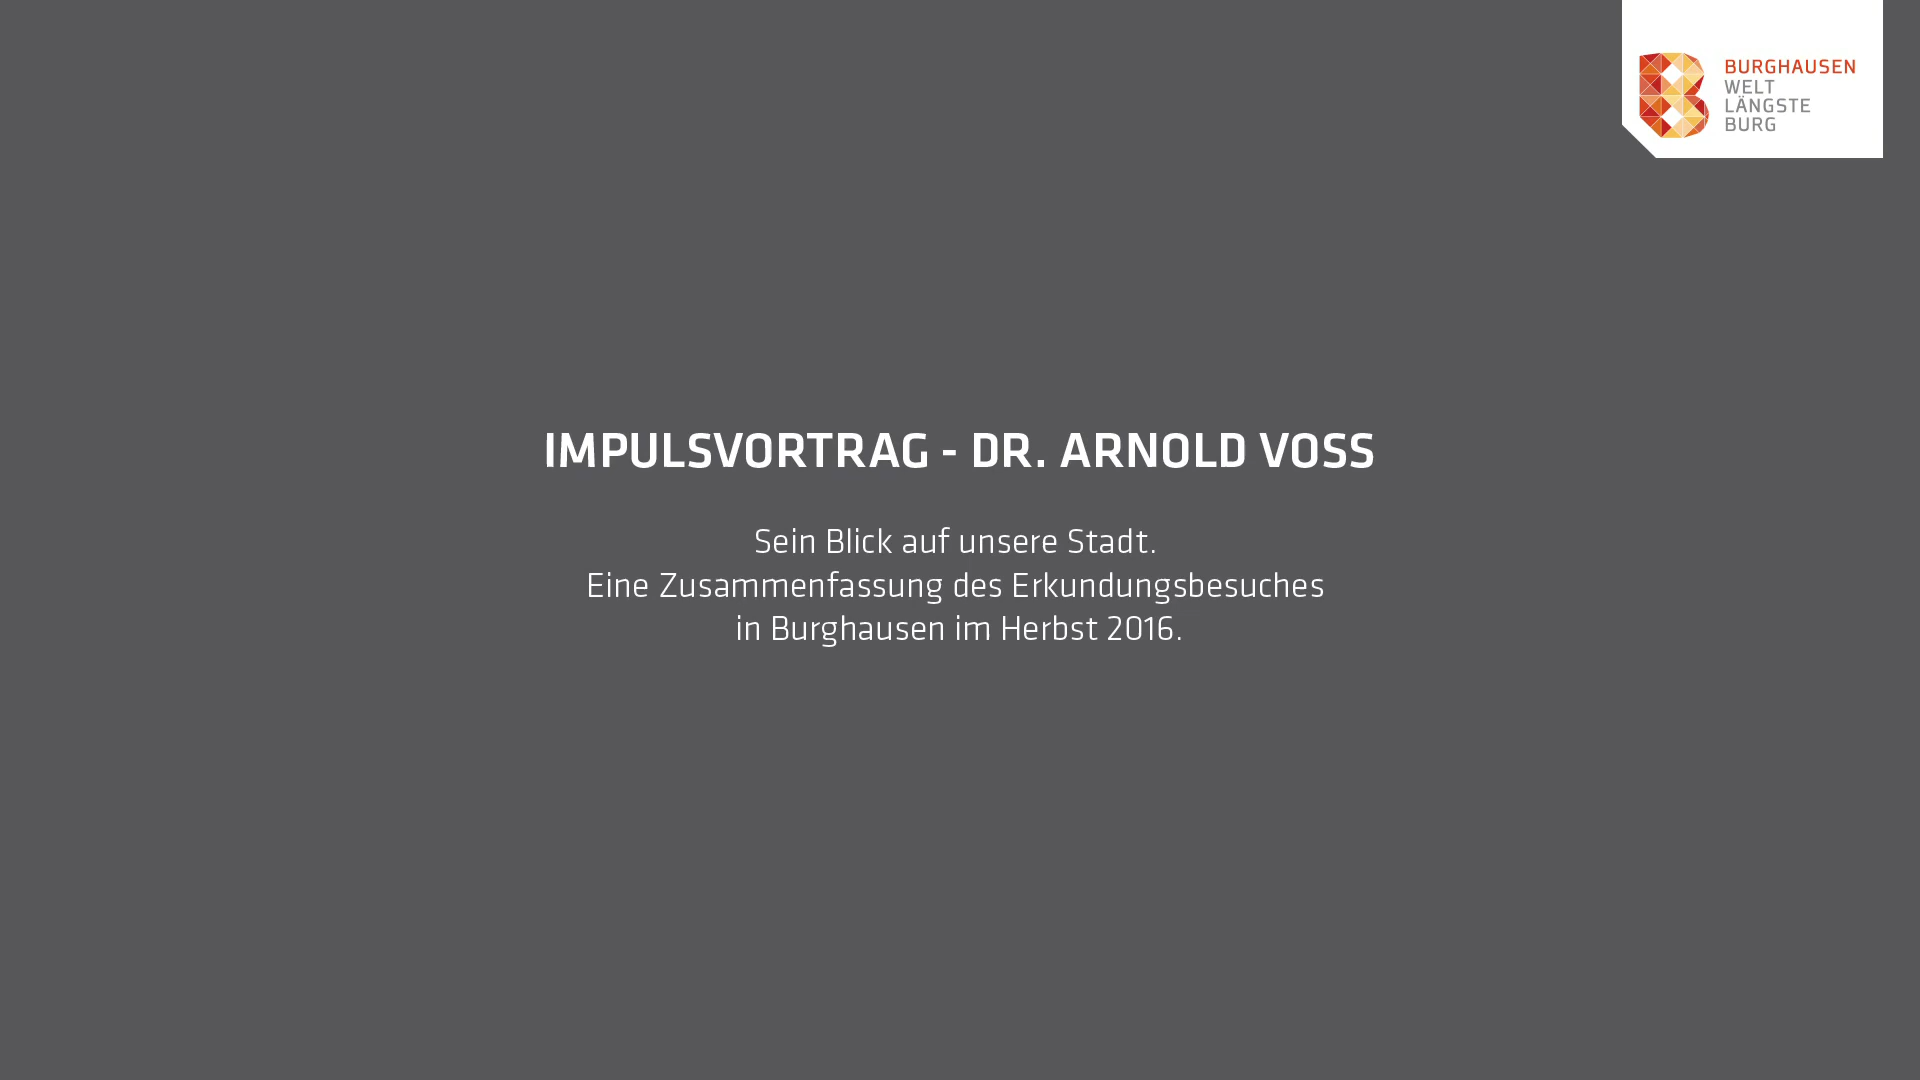 BURGHAUSEN
WELT
LÄNGSTE
BURG
IMPULSVORTRAG - DR. ARNOLD VOSS
Sein Blick auf unsere Stadt.
Eine Zusammenfassung des Erkundungsbesuches
in Burghausen im Herbst 2016.